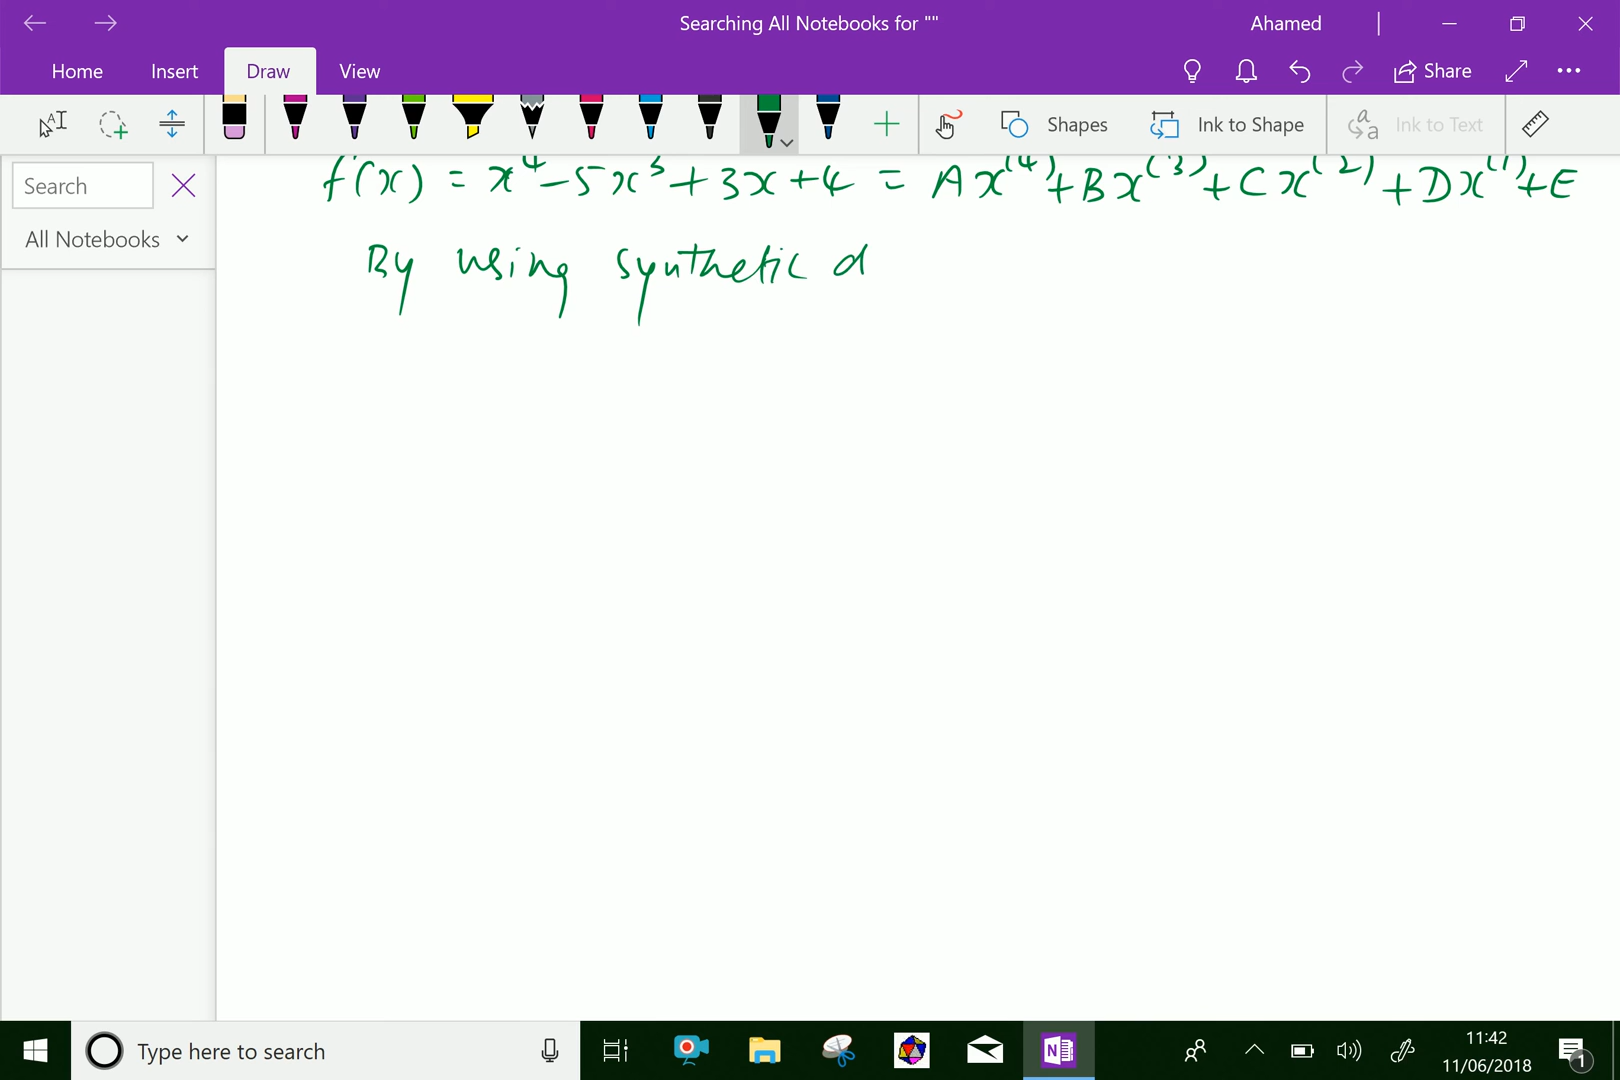 Searching All Notebooks for ""
Ahamed
Home Insert Draw View
Share
Shapes
Ink to Shape
Ink to Text
Search
All Notebooks
f(x) = x⁴ - 5x³ + 3x + 4 = Ax⁽⁴⁾ + Bx⁽³⁾ + Cx⁽²⁾ + Dx⁽¹⁾ + E
By using synthetic d
Type here to search
11:42
11/06/2018
1